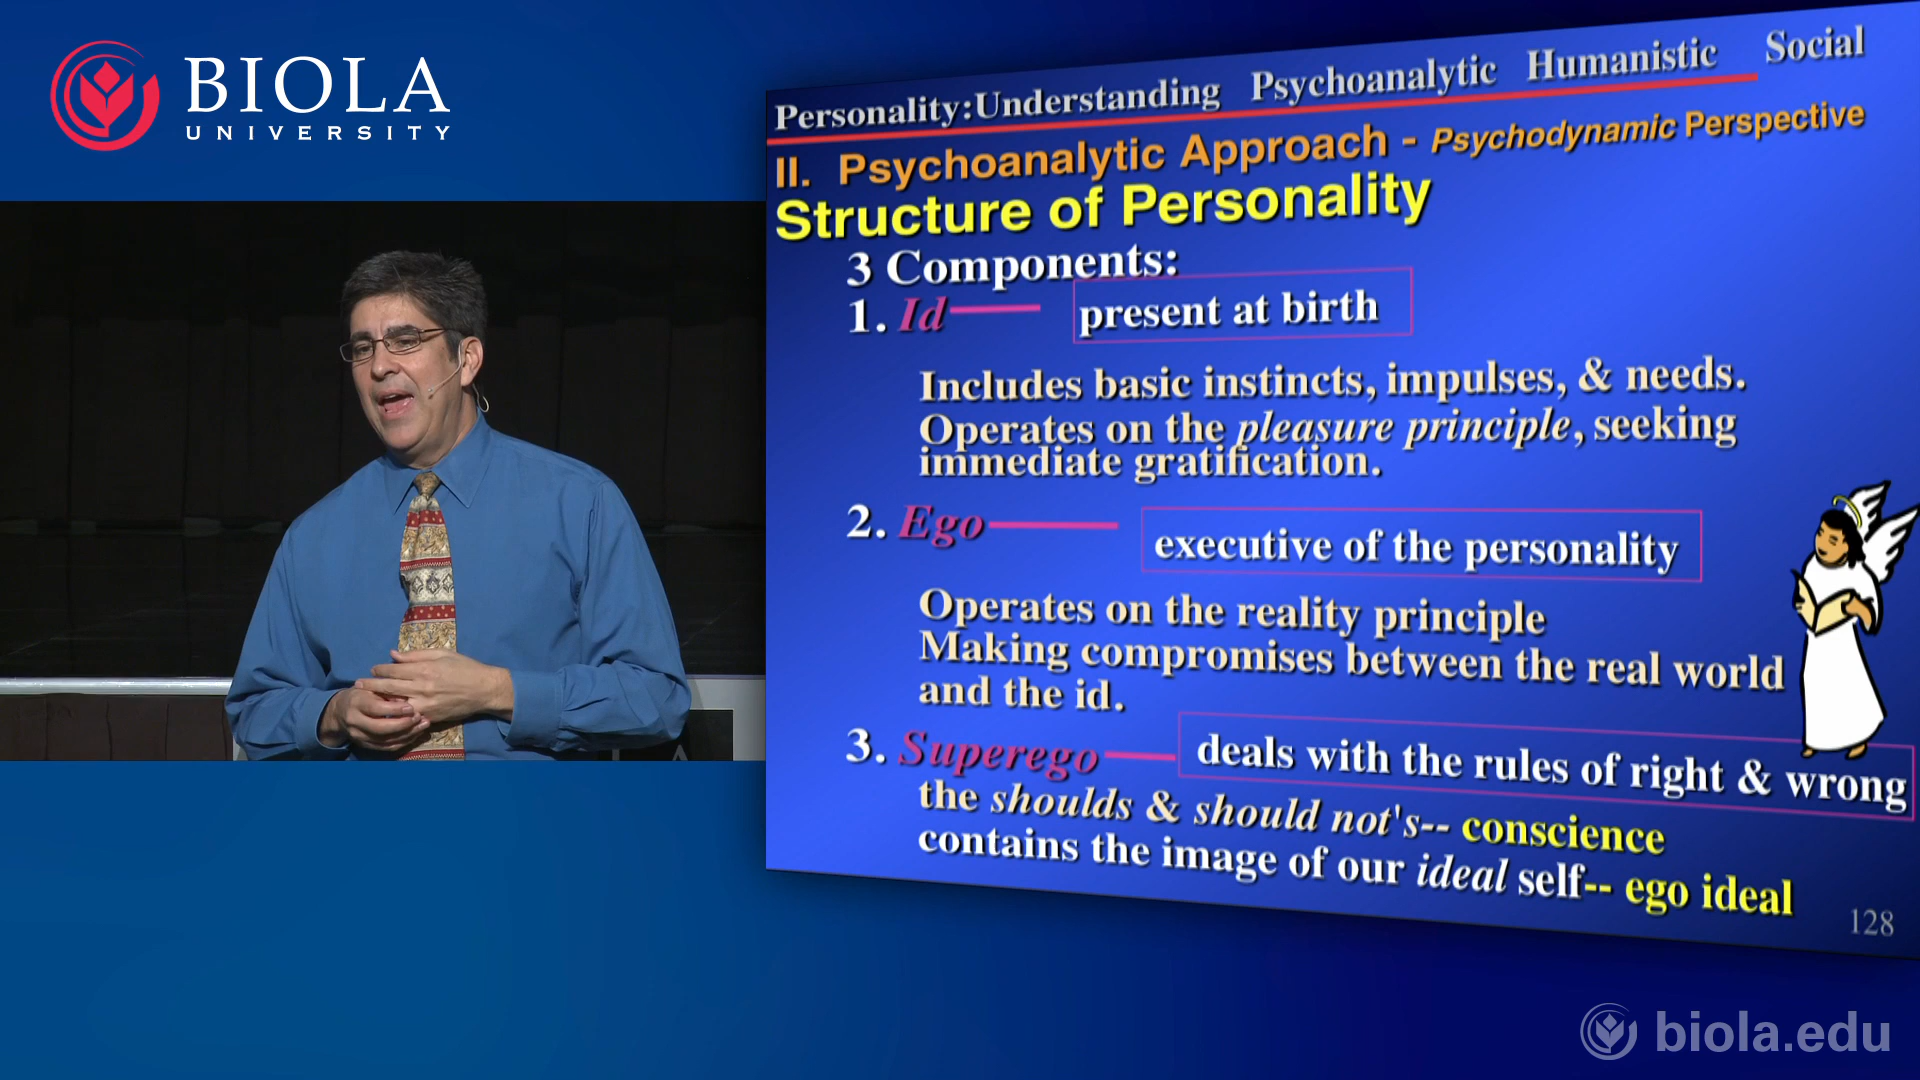 BIOLA
UNIVERSITY
Personality:Understanding Psychoanalytic Humanistic Social
II. Psychoanalytic Approach - Psychodynamic Perspective
Structure of Personality
3 Components:
1. Id present at birth
Includes basic instincts, impulses, & needs.
Operates on the pleasure principle, seeking
immediate gratification.
2. Ego executive of the personality
Operates on the reality principle
Making compromises between the real world
and the id.
3. Superego deals with the rules of right & wrong
the shoulds & should not's-- conscience
contains the image of our ideal self-- ego ideal
128
biola.edu